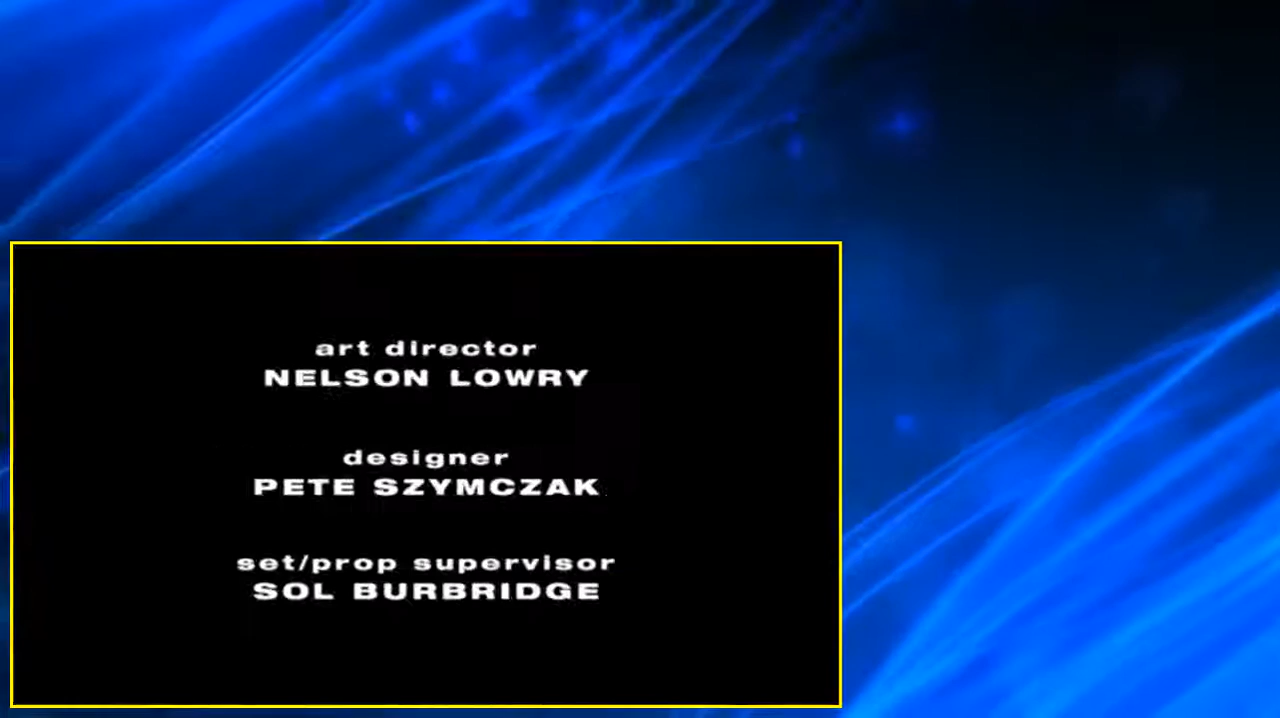 art director
NELSON LOWRY
designer
PETE SZYMCZAK
set/prop supervisor
SOL BURBRIDGE